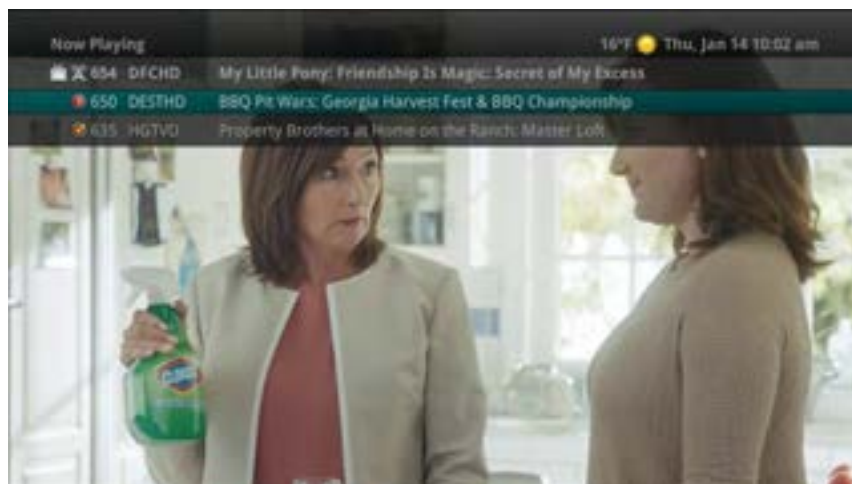 Now Playing 16°F Thu, Jan 14 10:02 am
654 DFCHD My Little Pony: Friendship Is Magic: Secret of My Excess
650 DESTHD BBQ Pit Wars: Georgia Harvest Fest & BBQ Championship
635 HGTVD Property Brothers at Home on the Ranch: Master Loft